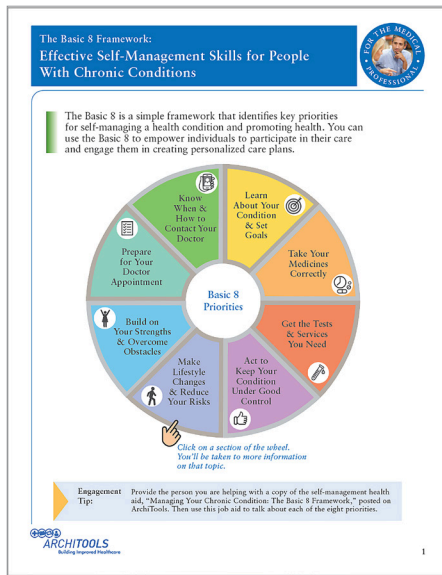 The Basic 8 Framework:
Effective Self-Management Skills for People
With Chronic Conditions
FOR THE MEDICAL
PROFESSIONAL
The Basic 8 is a simple framework that identifies key priorities
for self-managing a health condition and promoting health. You can
use the Basic 8 to empower individuals to participate in their care
and engage them in creating personalized care plans.
Know
When &
How to
Contact Your
Doctor
Learn
About Your
Condition
& Set
Goals
Prepare
for Your
Doctor
Appointment
Take Your
Medicines
Correctly
Basic 8
Priorities
Build on
Your Strengths
& Overcome
Obstacles
Get the Tests
& Services
You Need
Make
Lifestyle
Changes
& Reduce
Your Risks
Act to
Keep Your
Condition
Under Good
Control
Click on a section of the wheel.
You'll be taken to more information
on that topic.
Engagement
Tip:
Provide the person you are helping with a copy of the self-management health
aid, “Managing Your Chronic Condition: The Basic 8 Framework,” posted on
ArchiTools. Then use this job aid to talk about each of the eight priorities.
ARCHITOOLS
Building Improved Healthcare
1